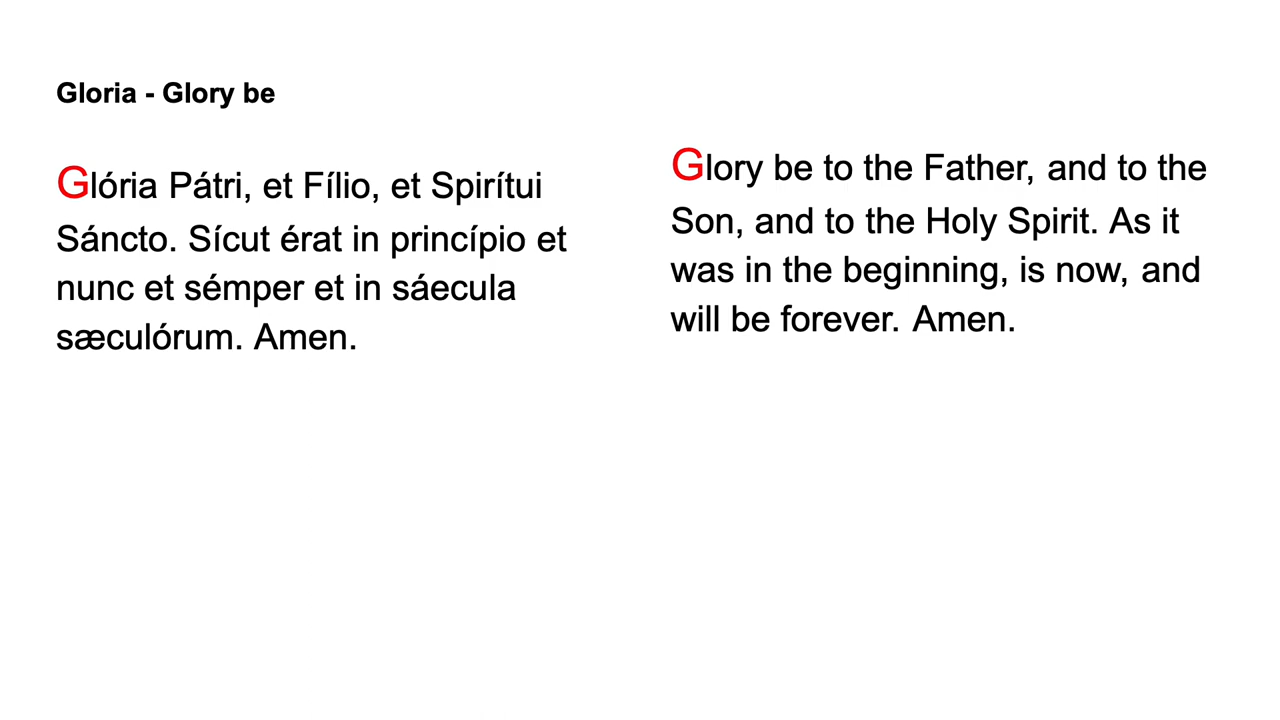 Gloria - Glory be
Glória Pátri, et Fílio, et Spirítui
Sáncto. Sícut érat in princípio et
nunc et sémper et in sáecula
sæculórum. Amen.
Glory be to the Father, and to the
Son, and to the Holy Spirit. As it
was in the beginning, is now, and
will be forever. Amen.